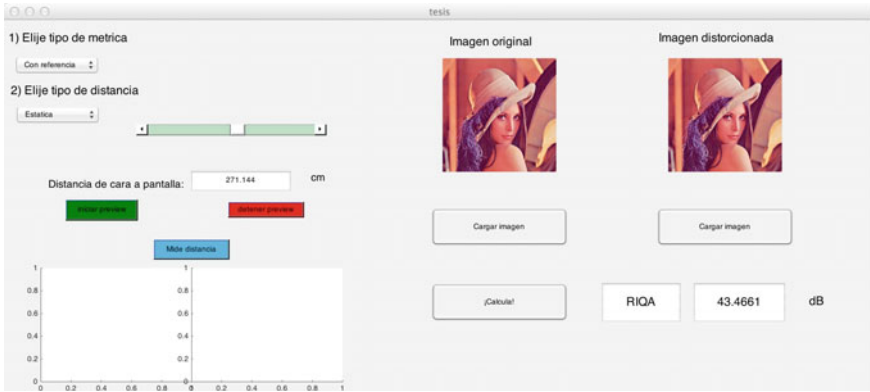 tesis
1) Elije tipo de metrica
Con referencia
2) Elije tipo de distancia
Estatica
Distancia de cara a pantalla: 271.144 cm
iniciar preview detener preview
Mide distancia
1 1
0.8 0.8
0.6 0.6
0.4 0.4
0.2 0.2
0 0
0 0.2 0.4 0.6 0.8 0 0.2 0.4 0.6 0.8 1
Imagen original Imagen distorcionada
Cargar imagen Cargar imagen
¡Calcula! RIQA 43.4661 dB